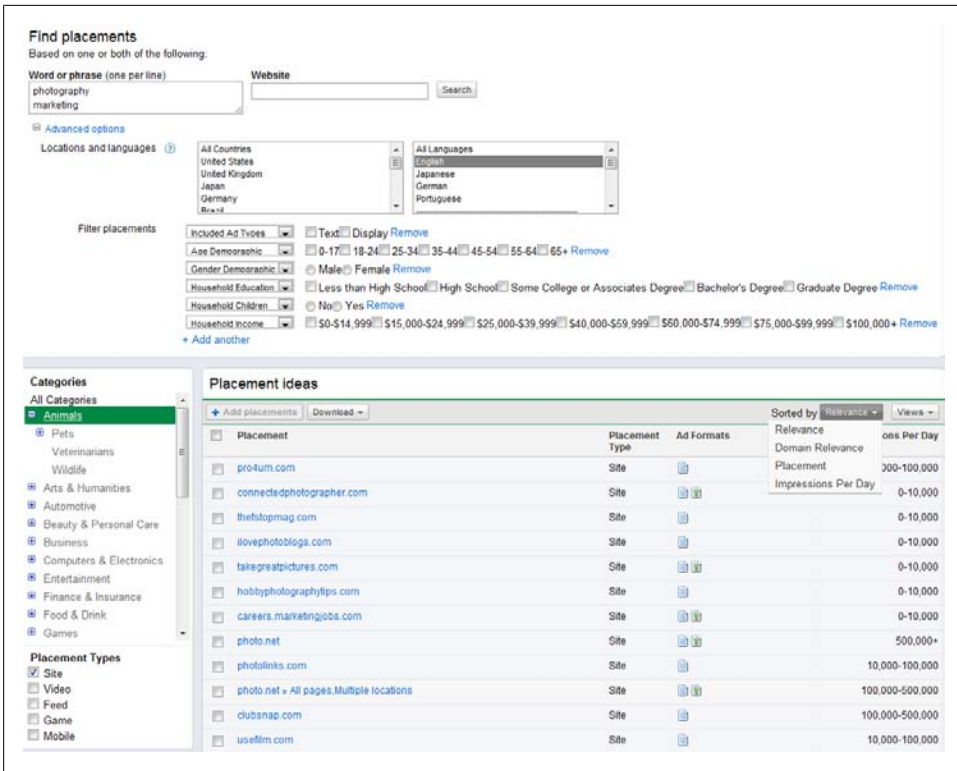 Find placements
Based on one or both of the following:
Word or phrase (one per line) Website
photography
marketing
Search
Advanced options
Locations and languages ?
All Countries All Languages
United States English
United Kingdom Japanese
Japan German
Germany Portuguese
Brazil
Filter placements Included Ad Types Text Display Remove
Age Demographic 0-17 18-24 25-34 35-44 45-54 55-64 65+ Remove
Gender Demographic Male Female Remove
Household Education Less than High School High School Some College or Associates Degree Bachelor's Degree Graduate Degree Remove
Household Children No Yes Remove
Household Income $0-$14,999 $15,000-$24,999 $25,000-$39,999 $40,000-$59,999 $60,000-$74,999 $75,000-$99,999 $100,000+ Remove
+ Add another
Categories
All Categories
Animals
Pets
Veterinarians
Wildlife
Arts & Humanities
Automotive
Beauty & Personal Care
Business
Computers & Electronics
Entertainment
Finance & Insurance
Food & Drink
Games
Placement Types
Site
Video
Feed
Game
Mobile
Placement ideas
+ Add placements Download Sorted by Relevance Views
Relevance
Domain Relevance
Placement
Impressions Per Day
Placement Placement Type Ad Formats ons Per Day
pro4um.com Site 000-100,000
connectedphotographer.com Site 0-10,000
thefstopmag.com Site 0-10,000
ilovephotoblogs.com Site 0-10,000
takegreatpictures.com Site 0-10,000
hobbyphotographytips.com Site 0-10,000
careers.marketingjobs.com Site 0-10,000
photo.net Site 500,000+
photolinks.com Site 10,000-100,000
photo.net » All pages,Multiple locations Site 100,000-500,000
clubsnap.com Site 100,000-500,000
usefilm.com Site 10,000-100,000